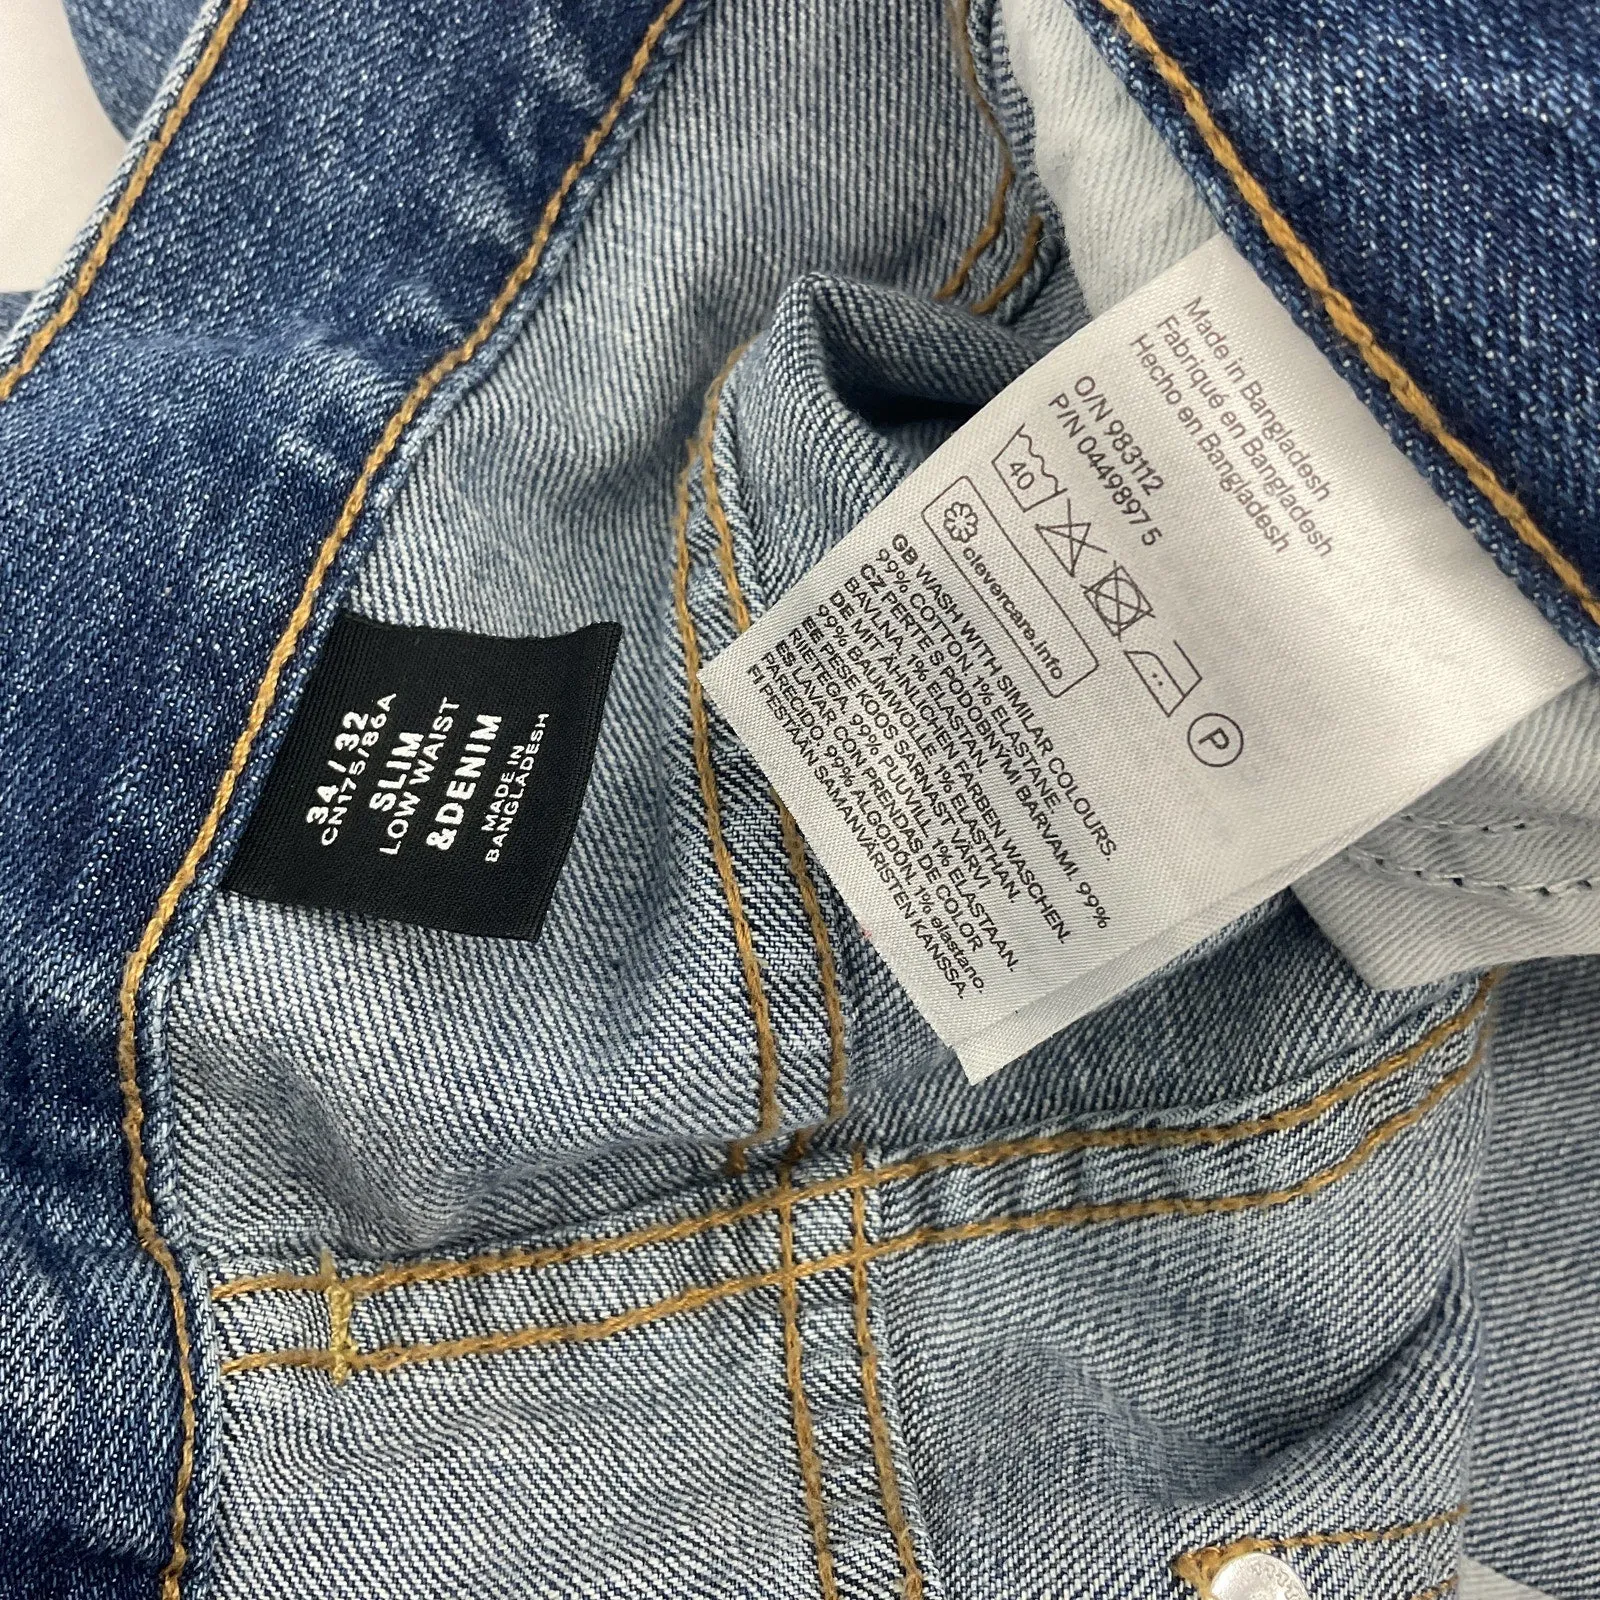 34 / 32
CN175/86A
SLIM
LOW WAIST
&DENIM
MADE IN
BANGLADESH
Made in Bangladesh
Fabriqué en Bangladesh
Hecho en Bangladesh
O/N 983112
P/N 0449897 5
40
P
clevercare.info
GB WASH WITH SIMILAR COLOURS.
99% COTTON, 1% ELASTANE.
CZ PERTE S PODOBNÝMI BARVAMI. 99%
BAVLNA, 1% ELASTAN.
DE MIT ÄHNLICHEN FARBEN WASCHEN.
99% BAUMWOLLE, 1% ELASTHAN.
EE PESE KOOS SARNAST VÄRVI
RIIETEGA. 99% PUUVILL, 1% ELASTAAN.
ES LAVAR CON PRENDAS DE COLOR
PARECIDO. 99% ALGODÓN, 1% elastano.
FI PESTÄÄN SAMANVÄRISTEN KANSSA.